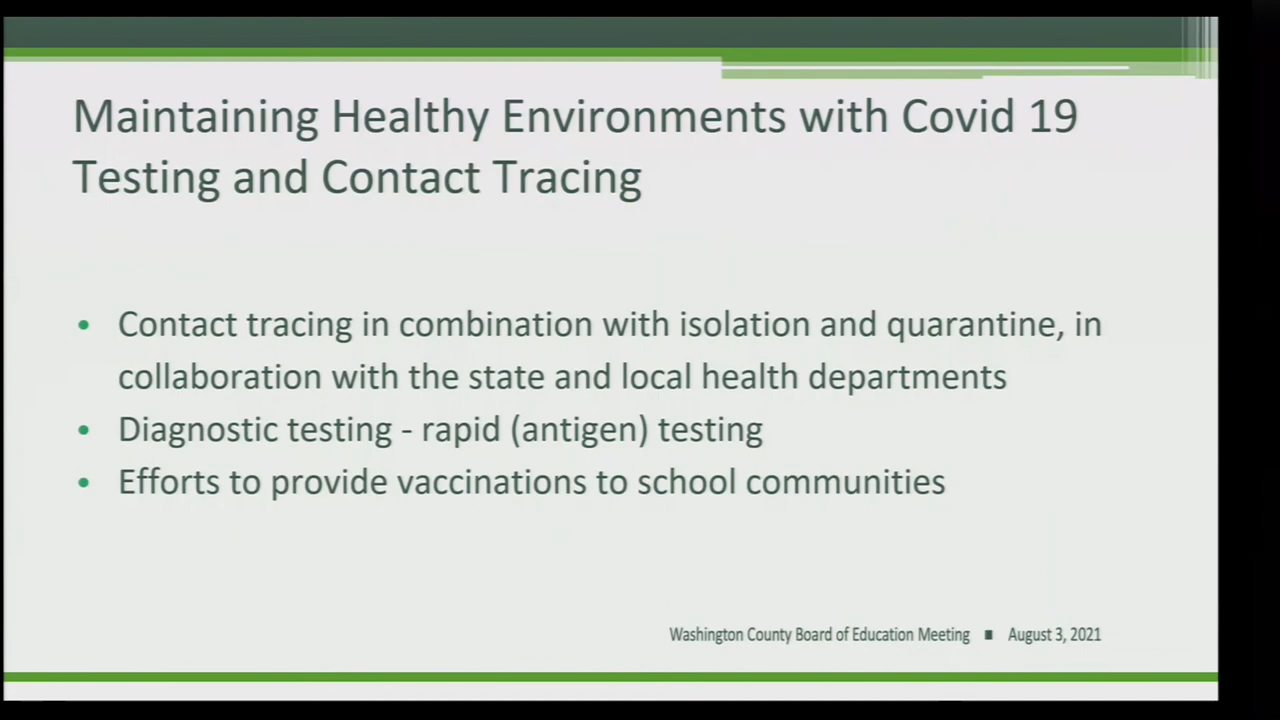 Maintaining Healthy Environments with Covid 19
Testing and Contact Tracing
• Contact tracing in combination with isolation and quarantine, in
collaboration with the state and local health departments
• Diagnostic testing - rapid (antigen) testing
• Efforts to provide vaccinations to school communities
Washington County Board of Education Meeting ■ August 3, 2021